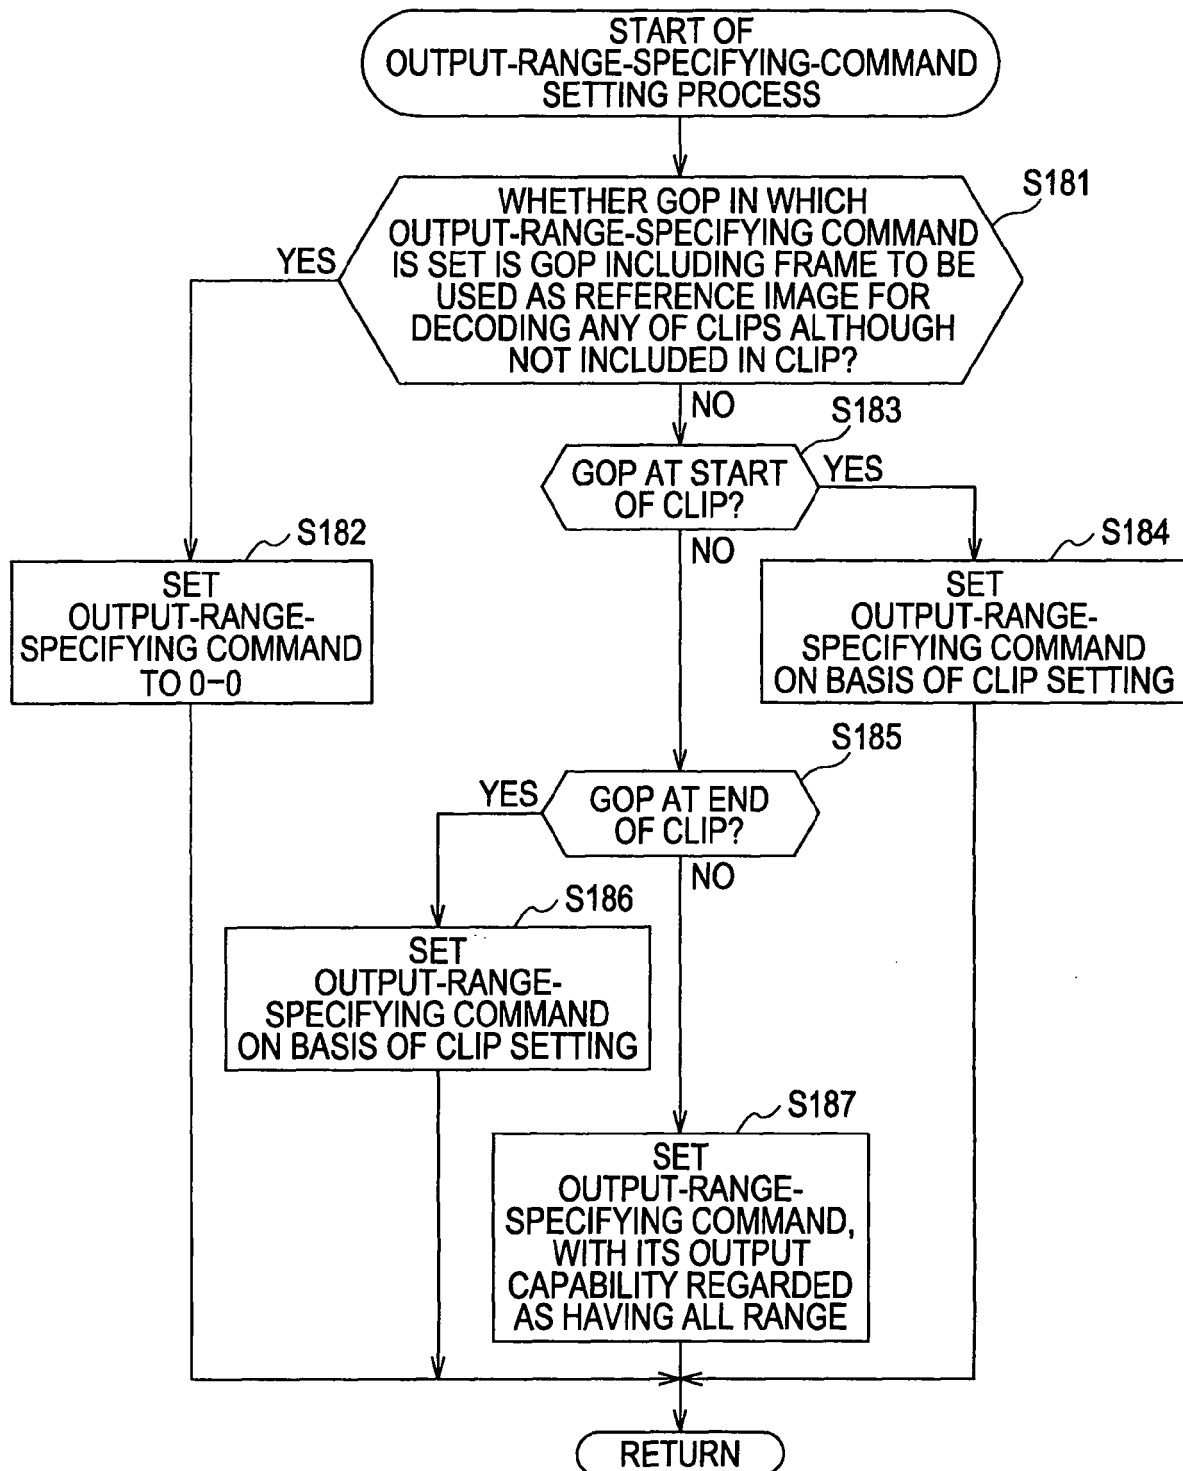 START OF
OUTPUT-RANGE-SPECIFYING-COMMAND
SETTING PROCESS
S181
WHETHER GOP IN WHICH
OUTPUT-RANGE-SPECIFYING COMMAND
IS SET IS GOP INCLUDING FRAME TO BE
USED AS REFERENCE IMAGE FOR
DECODING ANY OF CLIPS ALTHOUGH
NOT INCLUDED IN CLIP?
YES
NO
S183
GOP AT START
OF CLIP?
YES
NO
S182
SET
OUTPUT-RANGE-
SPECIFYING COMMAND
TO 0-0
S184
SET
OUTPUT-RANGE-
SPECIFYING COMMAND
ON BASIS OF CLIP SETTING
S185
GOP AT END
OF CLIP?
YES
NO
S186
SET
OUTPUT-RANGE-
SPECIFYING COMMAND
ON BASIS OF CLIP SETTING
S187
SET
OUTPUT-RANGE-
SPECIFYING COMMAND,
WITH ITS OUTPUT
CAPABILITY REGARDED
AS HAVING ALL RANGE
RETURN